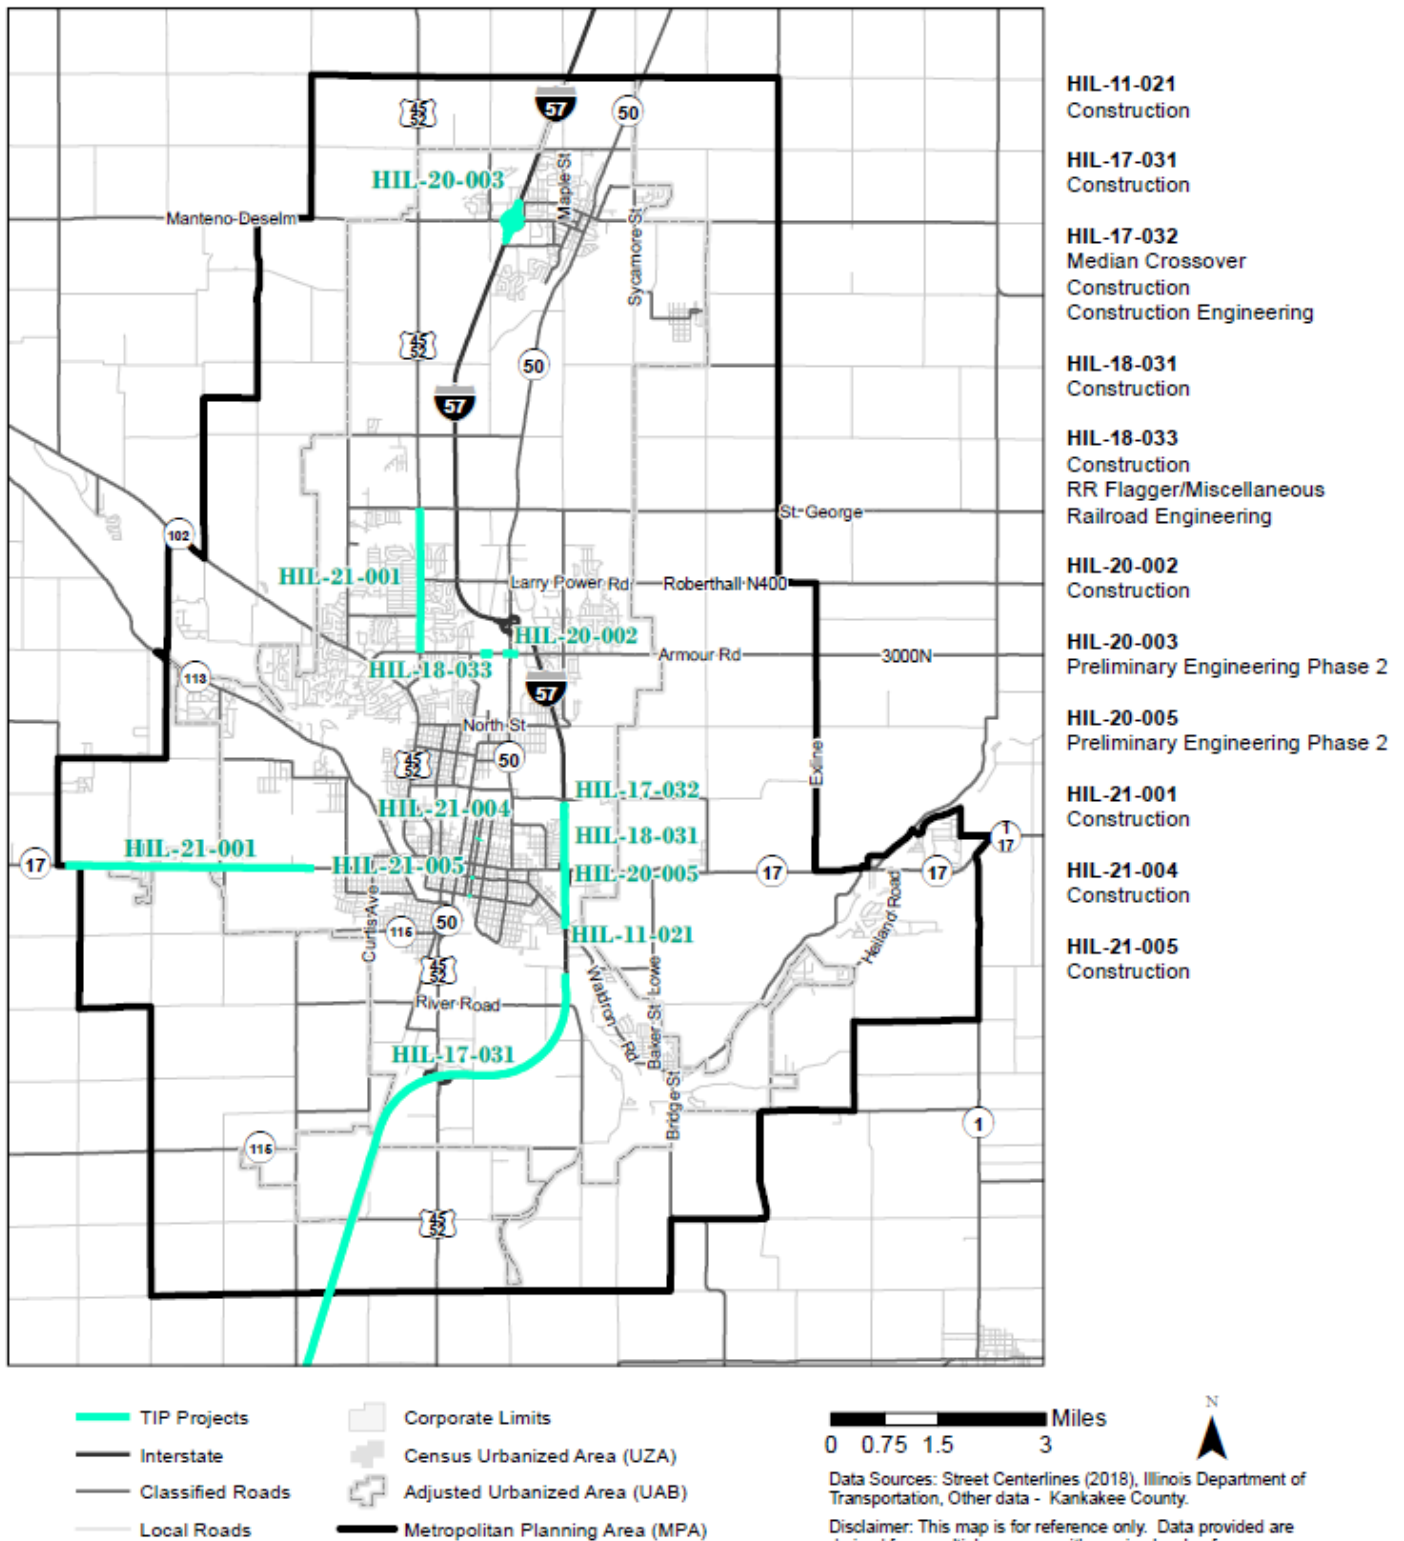 57
50
45
52
HIL-20-003
Maple St
Manteno-Deselm
Sycamore St
45
52
50
57
St. George
102
HIL-21-001
Larry Power Rd
Roberthall N400
HIL-20-002
Armour Rd
3000N
HIL-18-033
113
57
North St
45
52
50
Exline
HIL-17-032
HIL-21-004
HIL-18-031
1
17
HIL-21-001
17
HIL-21-005
HIL-20-005
17
17
Curtis Ave
50
115
HIL-11-021
Heiland Road
45
52
Waldron Rd
Baker St Lowe
River Road
HIL-17-031
Bridge St
1
115
45
52
HIL-11-021
Construction
HIL-17-031
Construction
HIL-17-032
Median Crossover
Construction
Construction Engineering
HIL-18-031
Construction
HIL-18-033
Construction
RR Flagger/Miscellaneous
Railroad Engineering
HIL-20-002
Construction
HIL-20-003
Preliminary Engineering Phase 2
HIL-20-005
Preliminary Engineering Phase 2
HIL-21-001
Construction
HIL-21-004
Construction
HIL-21-005
Construction
TIP Projects
Interstate
Classified Roads
Local Roads
Corporate Limits
Census Urbanized Area (UZA)
Adjusted Urbanized Area (UAB)
Metropolitan Planning Area (MPA)
Miles
0 0.75 1.5 3
N
Data Sources: Street Centerlines (2018), Illinois Department of
Transportation, Other data - Kankakee County.
Disclaimer: This map is for reference only. Data provided are